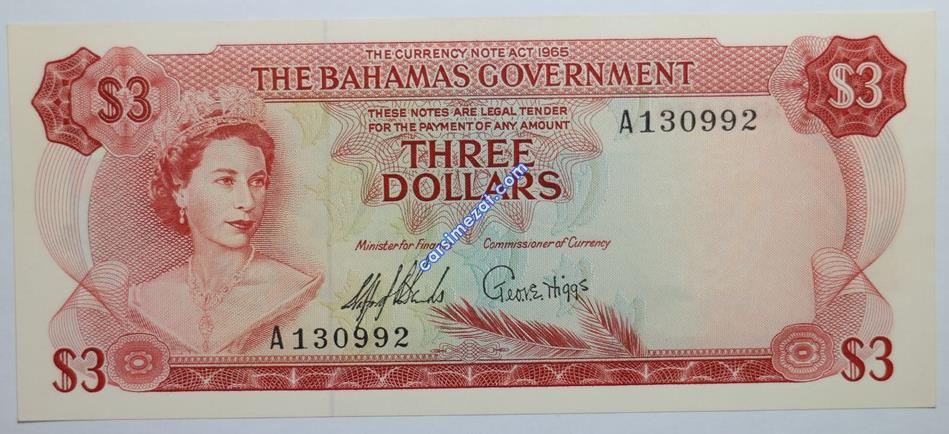 THE CURRENCY NOTE ACT 1965
$3
THE BAHAMAS GOVERNMENT
$3
THESE NOTES ARE LEGAL TENDER
FOR THE PAYMENT OF ANY AMOUNT
A130992
THREE
DOLLARS
carsimezat.com
Minister for Finance Commissioner of Currency
Geo. E. Higgs
A130992
$3
$3